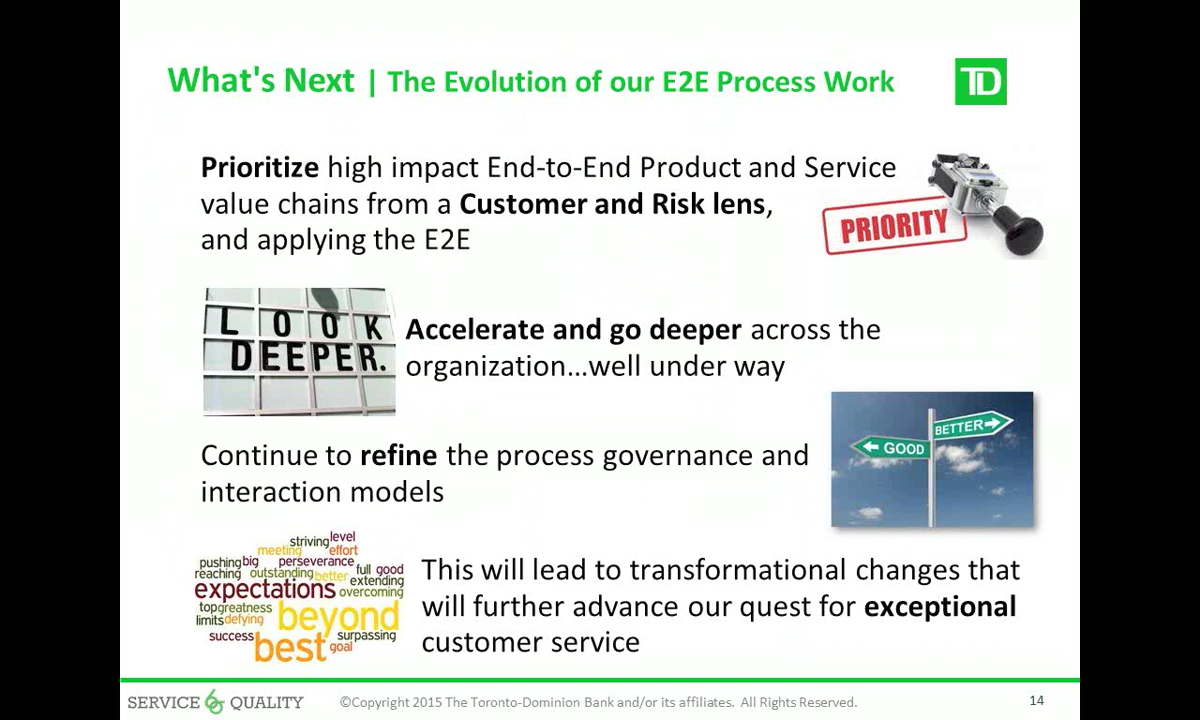 What's Next | The Evolution of our E2E Process Work
TD
Prioritize high impact End-to-End Product and Service
value chains from a Customer and Risk lens,
and applying the E2E
PRIORITY
LOOK
DEEPER.
Accelerate and go deeper across the
organization...well under way
BETTER
GOOD
Continue to refine the process governance and
interaction models
striving level
meeting effort
pushing big perseverance
reaching outstanding better full good
expectations extending
overcoming
top greatness beyond
limits defying
success best goal surpassing
This will lead to transformational changes that
will further advance our quest for exceptional
customer service
SERVICE QUALITY
©Copyright 2015 The Toronto-Dominion Bank and/or its affiliates. All Rights Reserved.
14